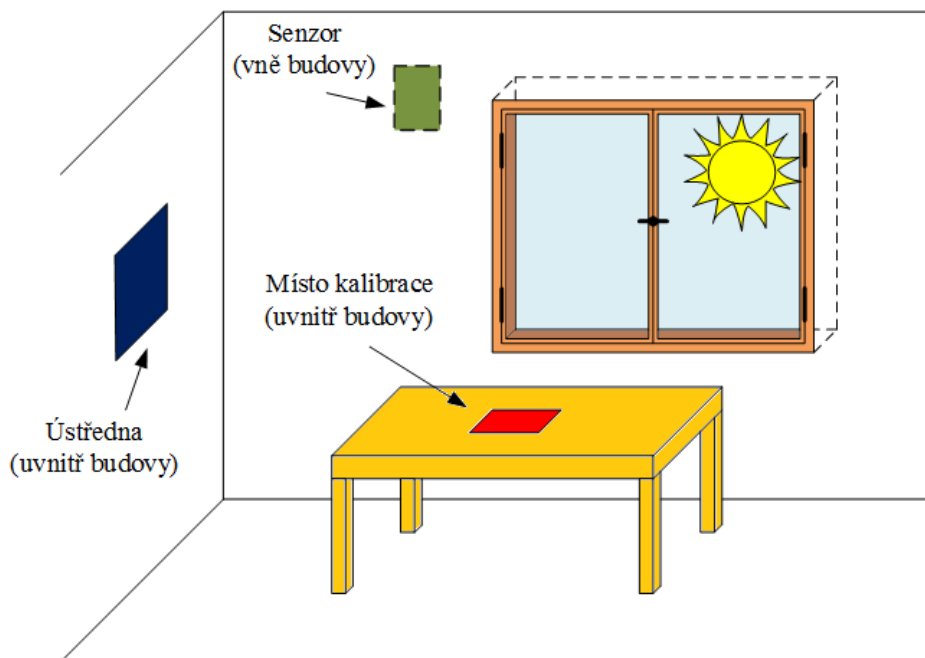 Senzor
(vně budovy)
Místo kalibrace
(uvnitř budovy)
Ústředna
(uvnitř budovy)